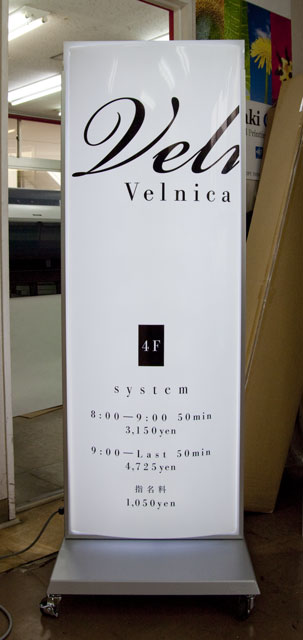 Vel
Velnica
4F
system
8:00—9:00 50min
3,150yen
9:00—Last 50min
4,725yen
指名料
1,050yen